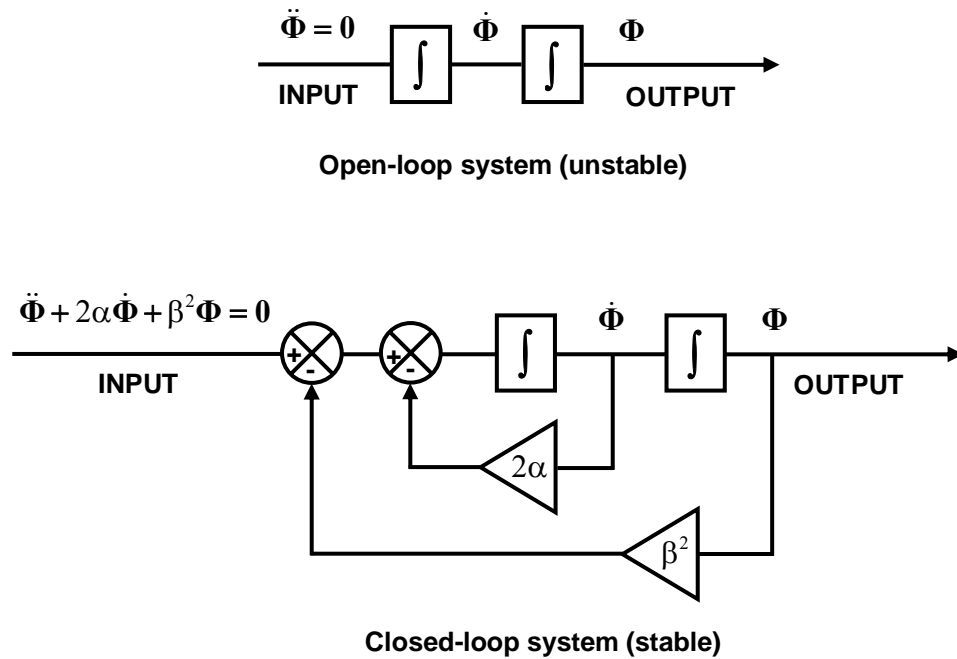 Φ̈ = 0
Φ̇
Φ
∫
∫
INPUT
OUTPUT
Open-loop system (unstable)
Φ̈ + 2αΦ̇ + β²Φ = 0
Φ̇
Φ
+
-
+
-
∫
∫
INPUT
OUTPUT
2α
β²
Closed-loop system (stable)